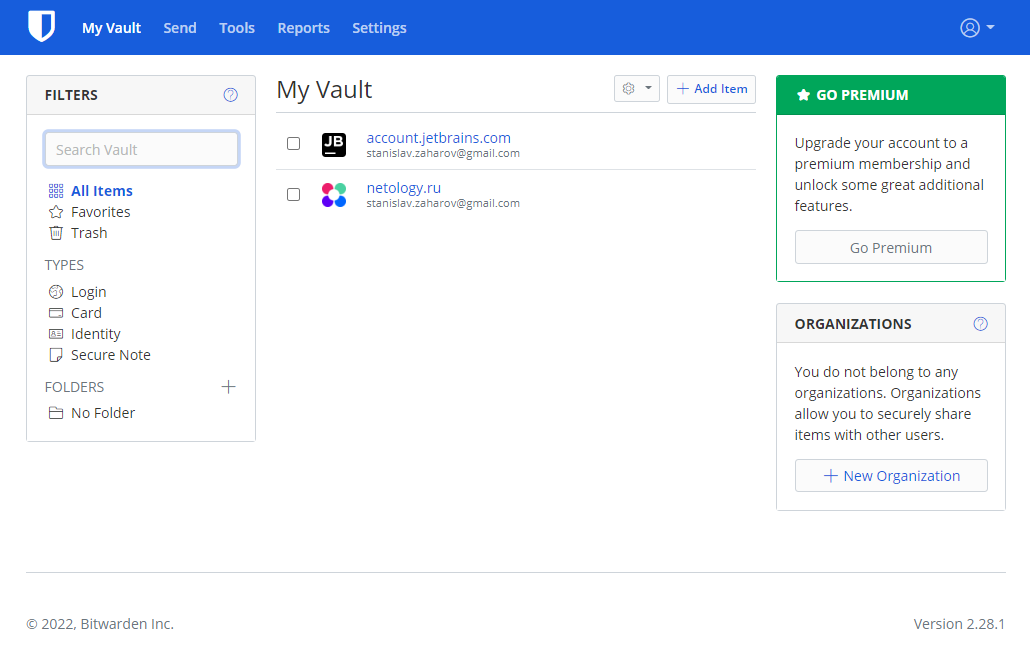 My Vault Send Tools Reports Settings
FILTERS
Search Vault
All Items
Favorites
Trash
TYPES
Login
Card
Identity
Secure Note
FOLDERS
No Folder
My Vault
Add Item
JB
account.jetbrains.com
stanislav.zaharov@gmail.com
netology.ru
stanislav.zaharov@gmail.com
GO PREMIUM
Upgrade your account to a
premium membership and
unlock some great additional
features.
Go Premium
ORGANIZATIONS
You do not belong to any
organizations. Organizations
allow you to securely share
items with other users.
New Organization
© 2022, Bitwarden Inc.
Version 2.28.1